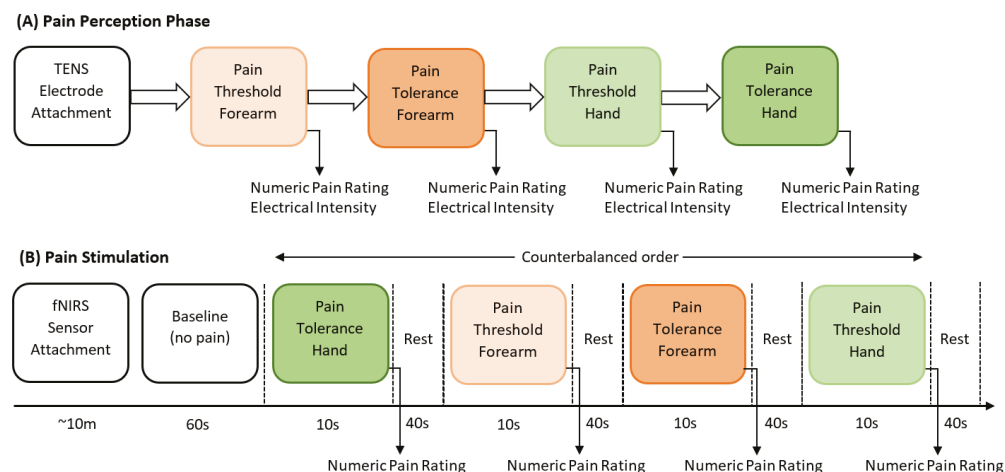 (A) Pain Perception Phase
TENS
Electrode
Attachment
Pain
Threshold
Forearm
Pain
Tolerance
Forearm
Pain
Threshold
Hand
Pain
Tolerance
Hand
Numeric Pain Rating
Electrical Intensity
Numeric Pain Rating
Electrical Intensity
Numeric Pain Rating
Electrical Intensity
Numeric Pain Rating
Electrical Intensity
(B) Pain Stimulation
Counterbalanced order
fNIRS
Sensor
Attachment
Baseline
(no pain)
Pain
Tolerance
Hand
Rest
Pain
Threshold
Forearm
Rest
Pain
Tolerance
Forearm
Rest
Pain
Threshold
Hand
Rest
~10m
60s
10s
40s
10s
40s
10s
40s
10s
40s
Numeric Pain Rating
Numeric Pain Rating
Numeric Pain Rating
Numeric Pain Rating